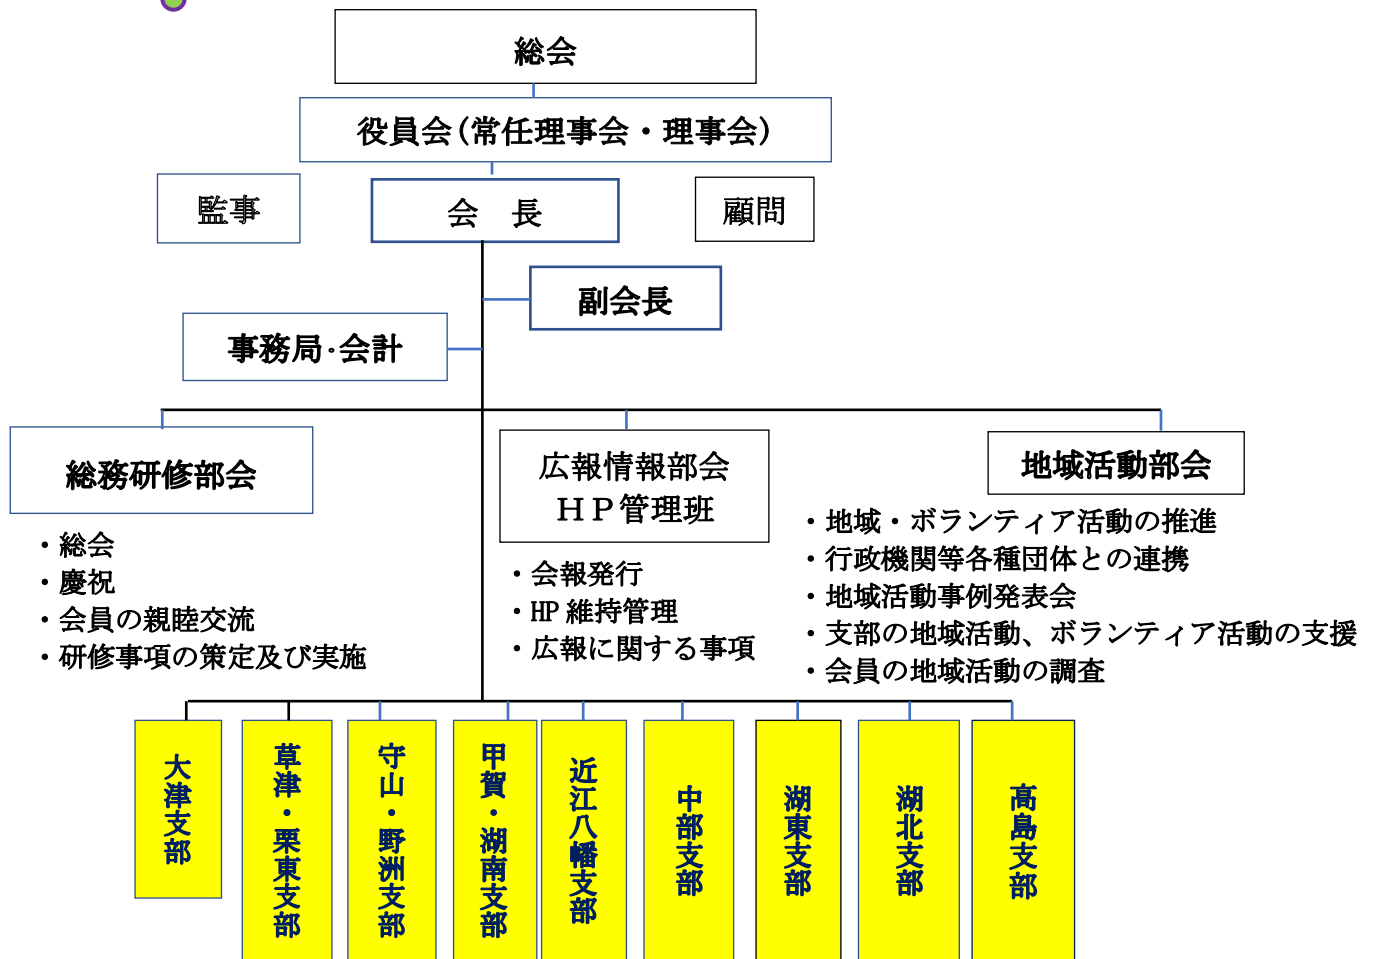 総会
役員会(常任理事会・理事会)
監事
会　長
顧問
副会長
事務局・会計
総務研修部会
・総会
・慶祝
・会員の親睦交流
・研修事項の策定及び実施
広報情報部会
ＨＰ管理班
・会報発行
・HP 維持管理
・広報に関する事項
地域活動部会
・地域・ボランティア活動の推進
・行政機関等各種団体との連携
・地域活動事例発表会
・支部の地域活動、ボランティア活動の支援
・会員の地域活動の調査
大津支部
草津・栗東支部
守山・野洲支部
甲賀・湖南支部
近江八幡支部
中部支部
湖東支部
湖北支部
高島支部